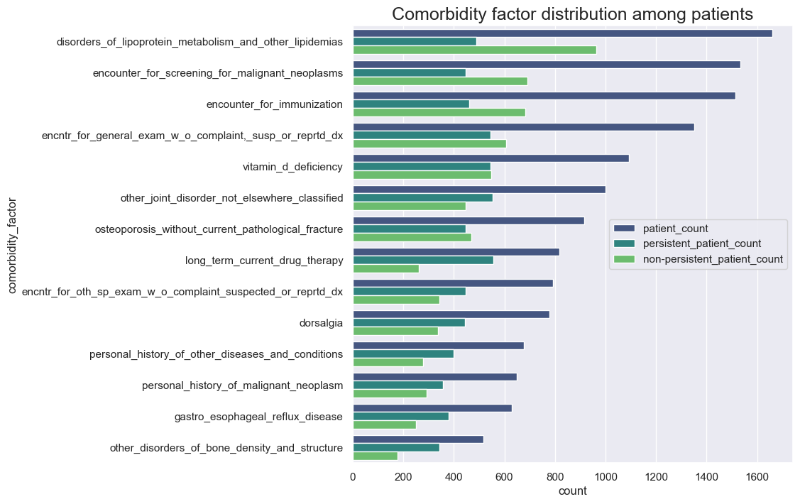 Comorbidity factor distribution among patients
disorders_of_lipoprotein_metabolism_and_other_lipidemias
encounter_for_screening_for_malignant_neoplasms
encounter_for_immunization
encntr_for_general_exam_w_o_complaint,_susp_or_reprtd_dx
vitamin_d_deficiency
other_joint_disorder_not_elsewhere_classified
osteoporosis_without_current_pathological_fracture
long_term_current_drug_therapy
encntr_for_oth_sp_exam_w_o_complaint_suspected_or_reprtd_dx
dorsalgia
personal_history_of_other_diseases_and_conditions
personal_history_of_malignant_neoplasm
gastro_esophageal_reflux_disease
other_disorders_of_bone_density_and_structure
comorbidity_factor
patient_count
persistent_patient_count
non-persistent_patient_count
0 200 400 600 800 1000 1200 1400 1600
count